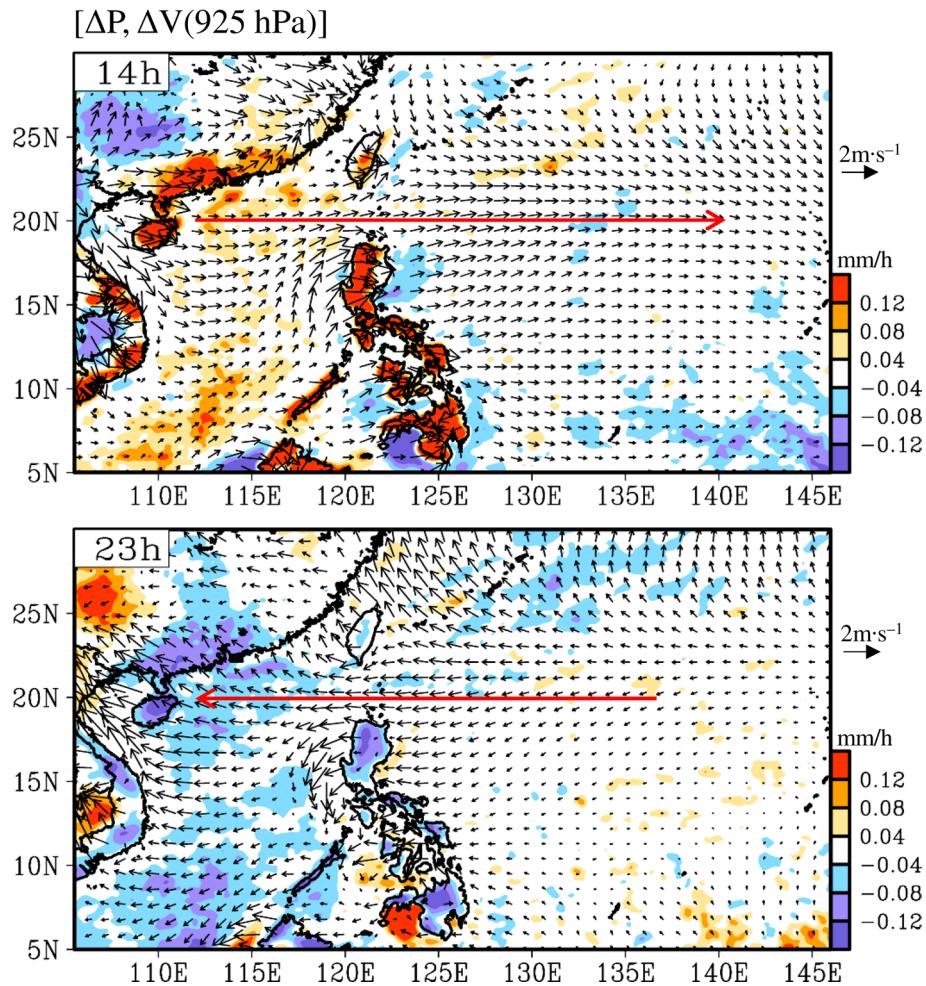 [ΔP, ΔV(925 hPa)]
14h
25N
20N
15N
10N
5N
110E 115E 120E 125E 130E 135E 140E 145E
2m·s⁻¹
mm/h
0.12
0.08
0.04
−0.04
−0.08
−0.12
23h
25N
20N
15N
10N
5N
110E 115E 120E 125E 130E 135E 140E 145E
2m·s⁻¹
mm/h
0.12
0.08
0.04
−0.04
−0.08
−0.12